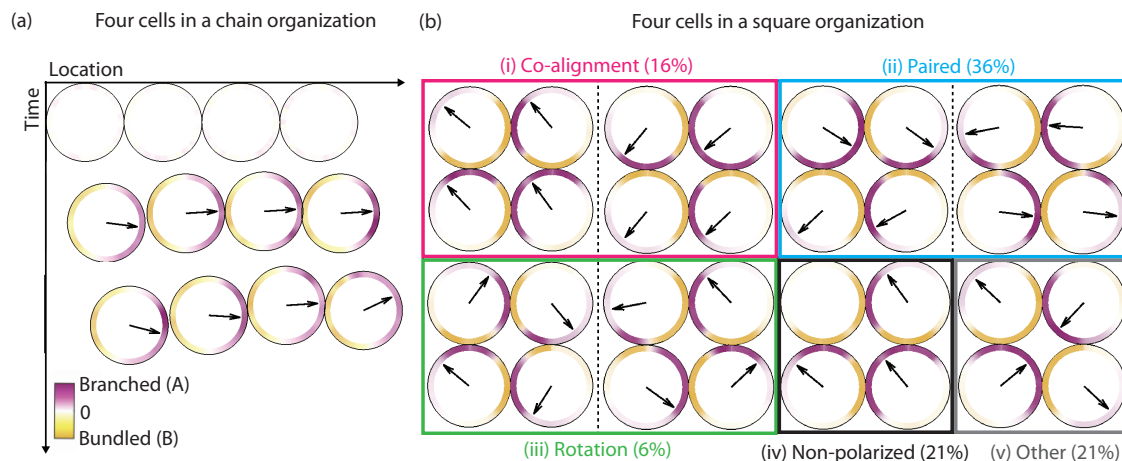 (a) Four cells in a chain organization
Location
Time
Branched (A)
0
Bundled (B)
(b) Four cells in a square organization
(i) Co-alignment (16%)
(ii) Paired (36%)
(iii) Rotation (6%)
(iv) Non-polarized (21%)
(v) Other (21%)